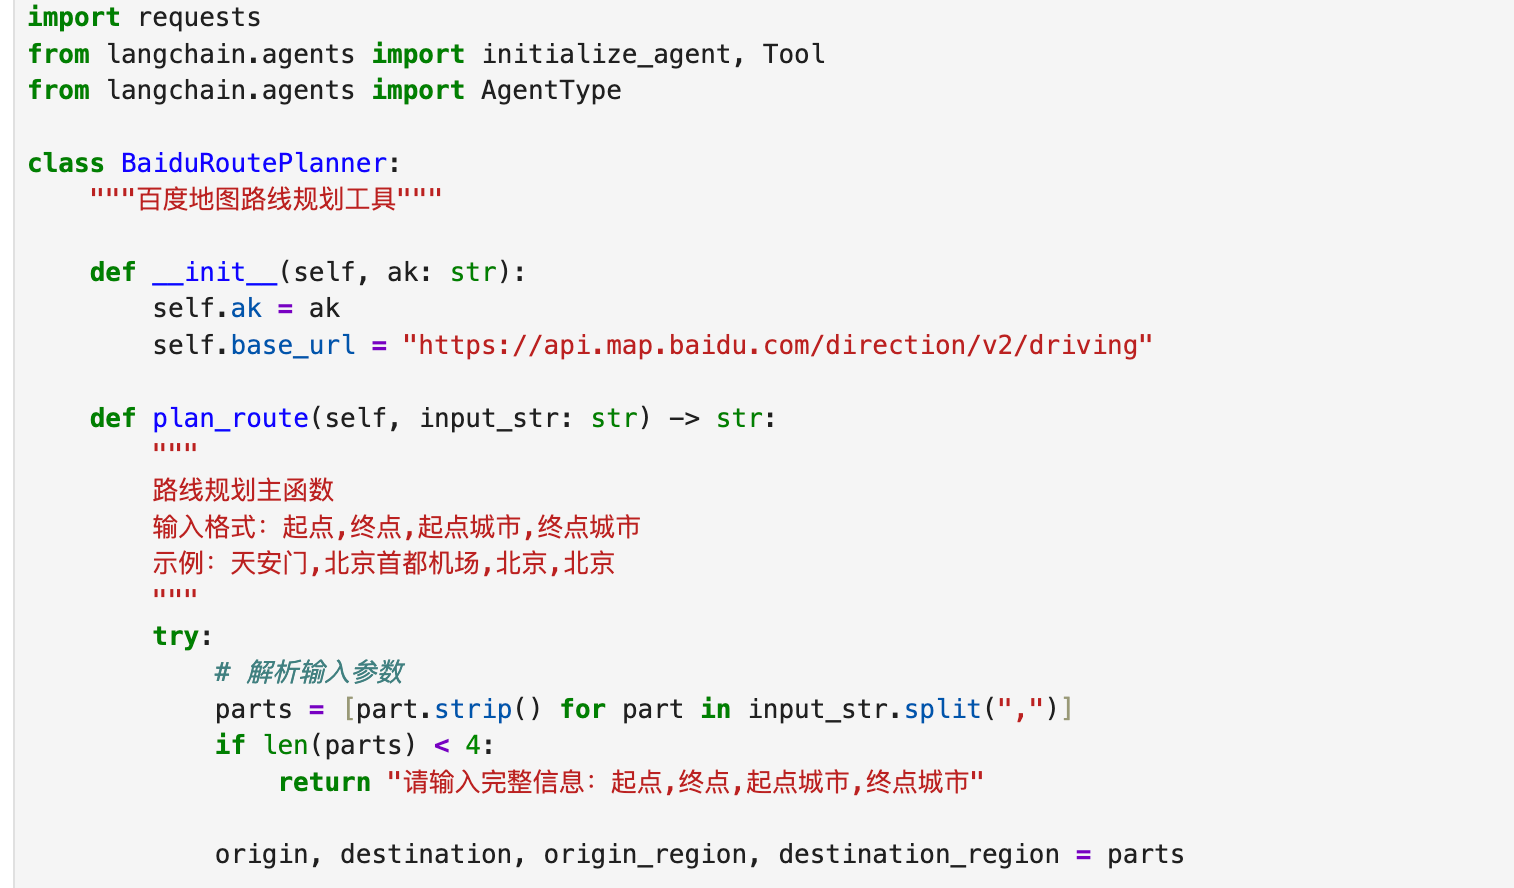 import requests
from langchain.agents import initialize_agent, Tool
from langchain.agents import AgentType
class BaiduRoutePlanner:
"""百度地图路线规划工具"""
def __init__(self, ak: str):
self.ak = ak
self.base_url = "https://api.map.baidu.com/direction/v2/driving"
def plan_route(self, input_str: str) -> str:
"""
路线规划主函数
输入格式：起点,终点,起点城市,终点城市
示例：天安门,北京首都机场,北京,北京
"""
try:
# 解析输入参数
parts = [part.strip() for part in input_str.split(",")]
if len(parts) < 4:
return "请输入完整信息：起点,终点,起点城市,终点城市"
origin, destination, origin_region, destination_region = parts